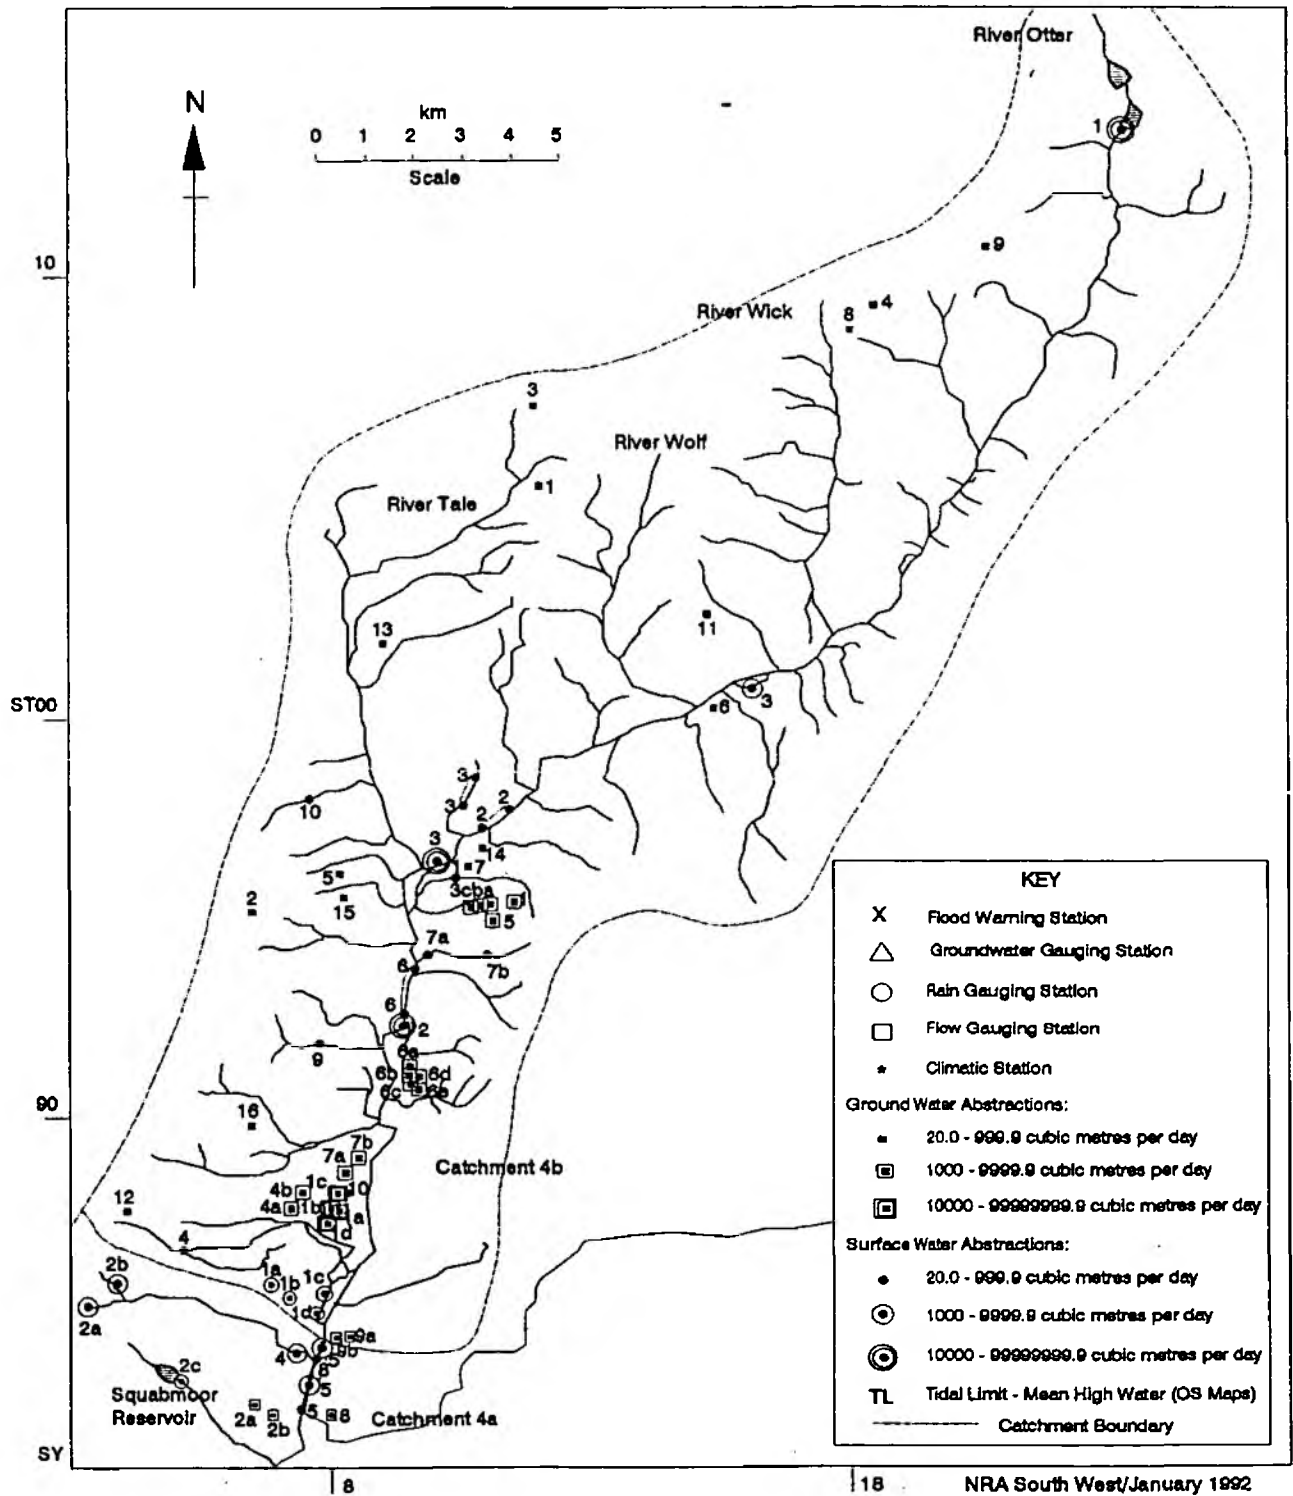 River Otter
N
km
0 1 2 3 4 5
Scale
1
9
10
River Wick
8
4
3
River Wolf
1
River Tale
13
11
ST00
3
6
3
10
3
2
2
3
14
7
5
15
2
3cba
1
5
7a
7b
6
6
2
9
6a
6b
6d
6c
6e
16
90
7b
7a
Catchment 4b
1c
10
4b
4a
1b
a
d
12
4
2b
1a
1b
1c
1d
2a
9a
9b
4
5
6
5
2c
Squabmoor
Reservoir
2a
2b
5
8
Catchment 4a
SY
8
18
KEY
X Flood Warning Station
Groundwater Gauging Station
Rain Gauging Station
Flow Gauging Station
* Climatic Station
Ground Water Abstractions:
20.0 - 999.9 cubic metres per day
1000 - 9999.9 cubic metres per day
10000 - 99999999.9 cubic metres per day
Surface Water Abstractions:
20.0 - 999.9 cubic metres per day
1000 - 9999.9 cubic metres per day
10000 - 99999999.9 cubic metres per day
TL Tidal Limit - Mean High Water (OS Maps)
Catchment Boundary
NRA South West/January 1992